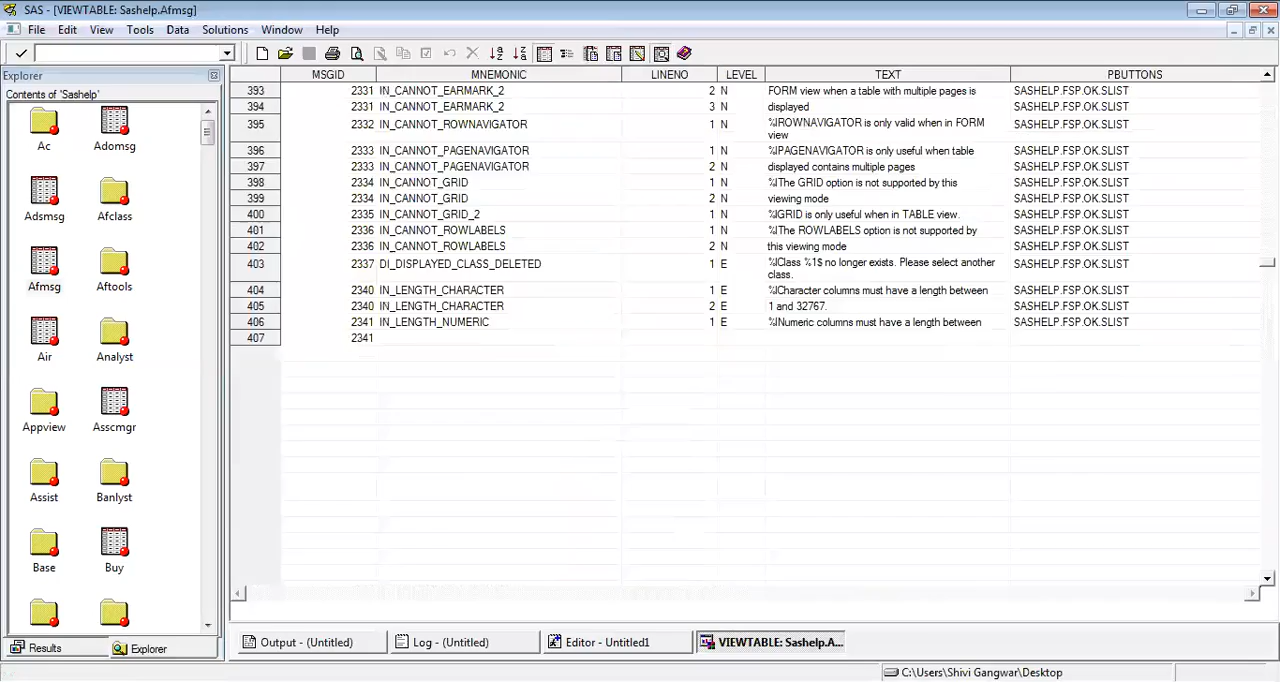 SAS - [VIEWTABLE: Sashelp.Afmsg]
File Edit View Tools Data Solutions Window Help
Explorer
Contents of 'Sashelp'
Ac Adomsg
Adsmsg Afclass
Afmsg Aftools
Air Analyst
Appview Asscmgr
Assist Banlyst
Base Buy
Results Explorer
MSGID MNEMONIC LINENO LEVEL TEXT PBUTTONS
393 2331 IN_CANNOT_EARMARK_2 2 N FORM view when a table with multiple pages is SASHELP.FSP.OK.SLIST
394 2331 IN_CANNOT_EARMARK_2 3 N displayed SASHELP.FSP.OK.SLIST
395 2332 IN_CANNOT_ROWNAVIGATOR 1 N %IROWNAVIGATOR is only valid when in FORM SASHELP.FSP.OK.SLIST
view
396 2333 IN_CANNOT_PAGENAVIGATOR 1 N %IPAGENAVIGATOR is only useful when table SASHELP.FSP.OK.SLIST
397 2333 IN_CANNOT_PAGENAVIGATOR 2 N displayed contains multiple pages SASHELP.FSP.OK.SLIST
398 2334 IN_CANNOT_GRID 1 N %IThe GRID option is not supported by this SASHELP.FSP.OK.SLIST
399 2334 IN_CANNOT_GRID 2 N viewing mode SASHELP.FSP.OK.SLIST
400 2335 IN_CANNOT_GRID_2 1 N %IGRID is only useful when in TABLE view. SASHELP.FSP.OK.SLIST
401 2336 IN_CANNOT_ROWLABELS 1 N %IThe ROWLABELS option is not supported by SASHELP.FSP.OK.SLIST
402 2336 IN_CANNOT_ROWLABELS 2 N this viewing mode SASHELP.FSP.OK.SLIST
403 2337 DI_DISPLAYED_CLASS_DELETED 1 E %IClass %1$ no longer exists. Please select another SASHELP.FSP.OK.SLIST
class.
404 2340 IN_LENGTH_CHARACTER 1 E %ICharacter columns must have a length between SASHELP.FSP.OK.SLIST
405 2340 IN_LENGTH_CHARACTER 2 E 1 and 32767. SASHELP.FSP.OK.SLIST
406 2341 IN_LENGTH_NUMERIC 1 E %INumeric columns must have a length between SASHELP.FSP.OK.SLIST
407 2341
Output - (Untitled) Log - (Untitled) Editor - Untitled1 VIEWTABLE: Sashelp.A...
C:\Users\Shivi Gangwar\Desktop